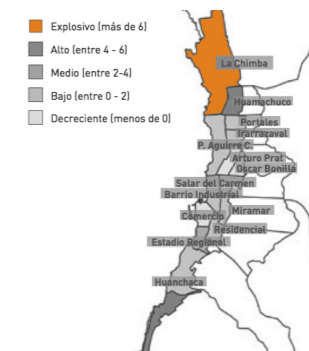 Explosivo (más de 6)
Alto (entre 4 - 6)
Medio (entre 2-4)
Bajo (entre 0 - 2)
Decreciente (menos de 0)
La Chimba
Huamachuco
Portales
Irarrazaval
P. Aguirre C.
Arturo Prat
Oscar Bonilla
Salar del Carmen
Barrio Industrial
Miramar
Comercio
Residencial
Estadio Regional
Huanchaca